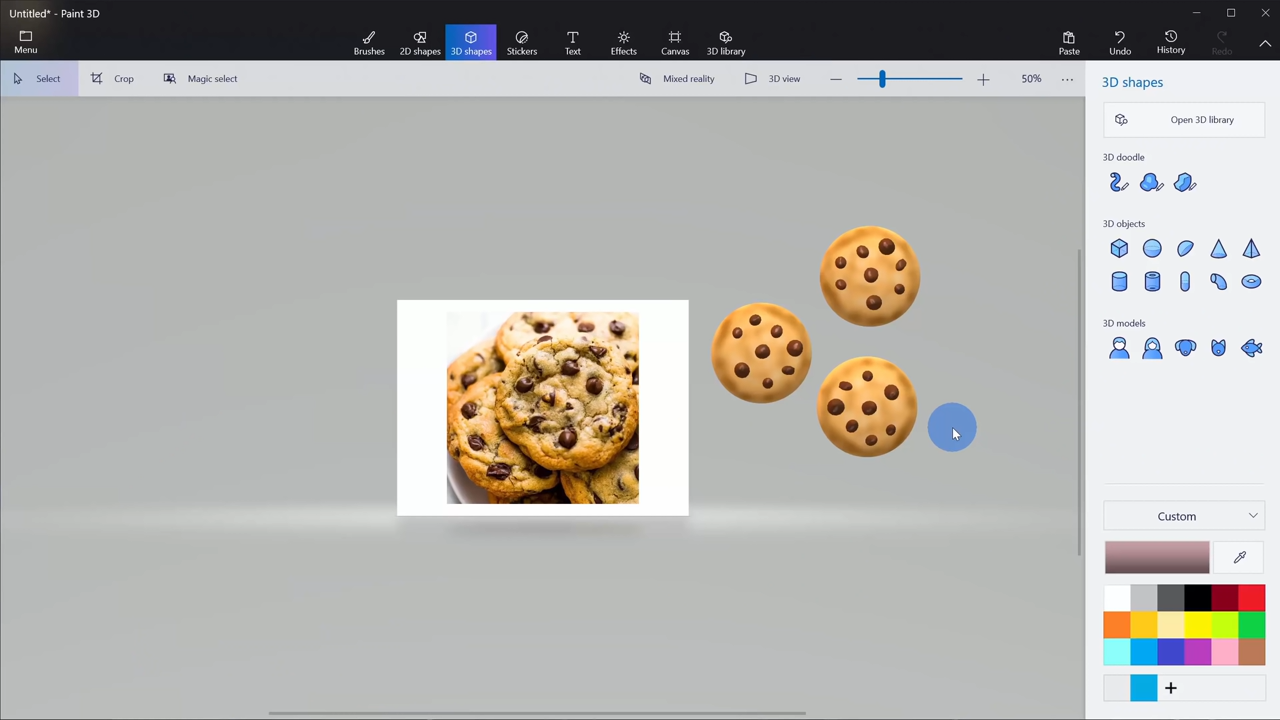 Untitled* - Paint 3D
Menu
Brushes
2D shapes
3D shapes
Stickers
Text
Effects
Canvas
3D library
Paste
Undo
History
Redo
Select
Crop
Magic select
Mixed reality
3D view
50%
3D shapes
Open 3D library
3D doodle
3D objects
3D models
Custom